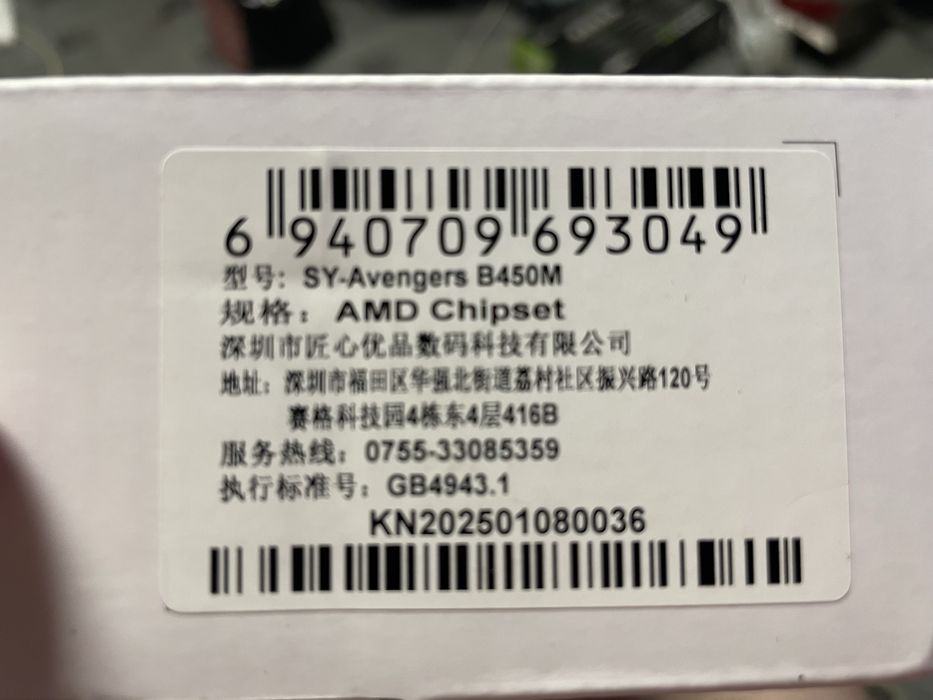 6 940709 693049
型号: SY-Avengers B450M
规格: AMD Chipset
深圳市匠心优品数码科技有限公司
地址: 深圳市福田区华强北街道荔村社区振兴路120号
赛格科技园4栋东4层416B
服务热线: 0755-33085359
执行标准号: GB4943.1
KN202501080036